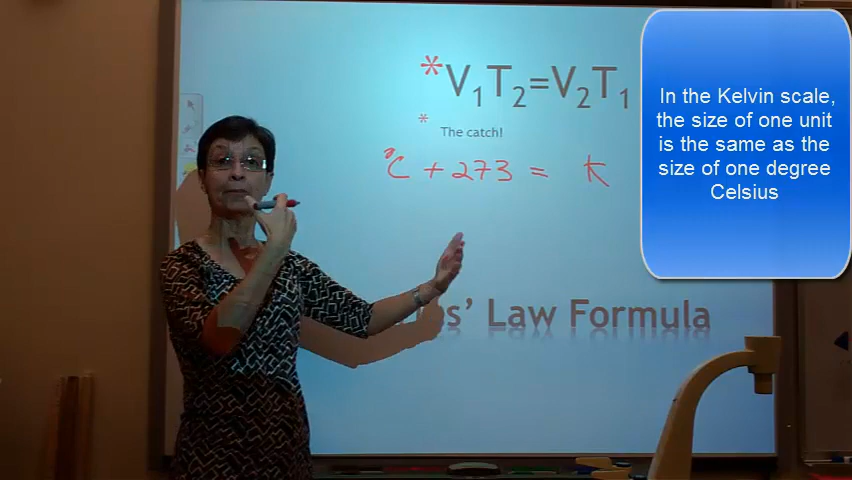 *V₁T₂=V₂T₁
* The catch!
°C + 273 = K
s’ Law Formula
In the Kelvin scale,
the size of one unit
is the same as the
size of one degree
Celsius